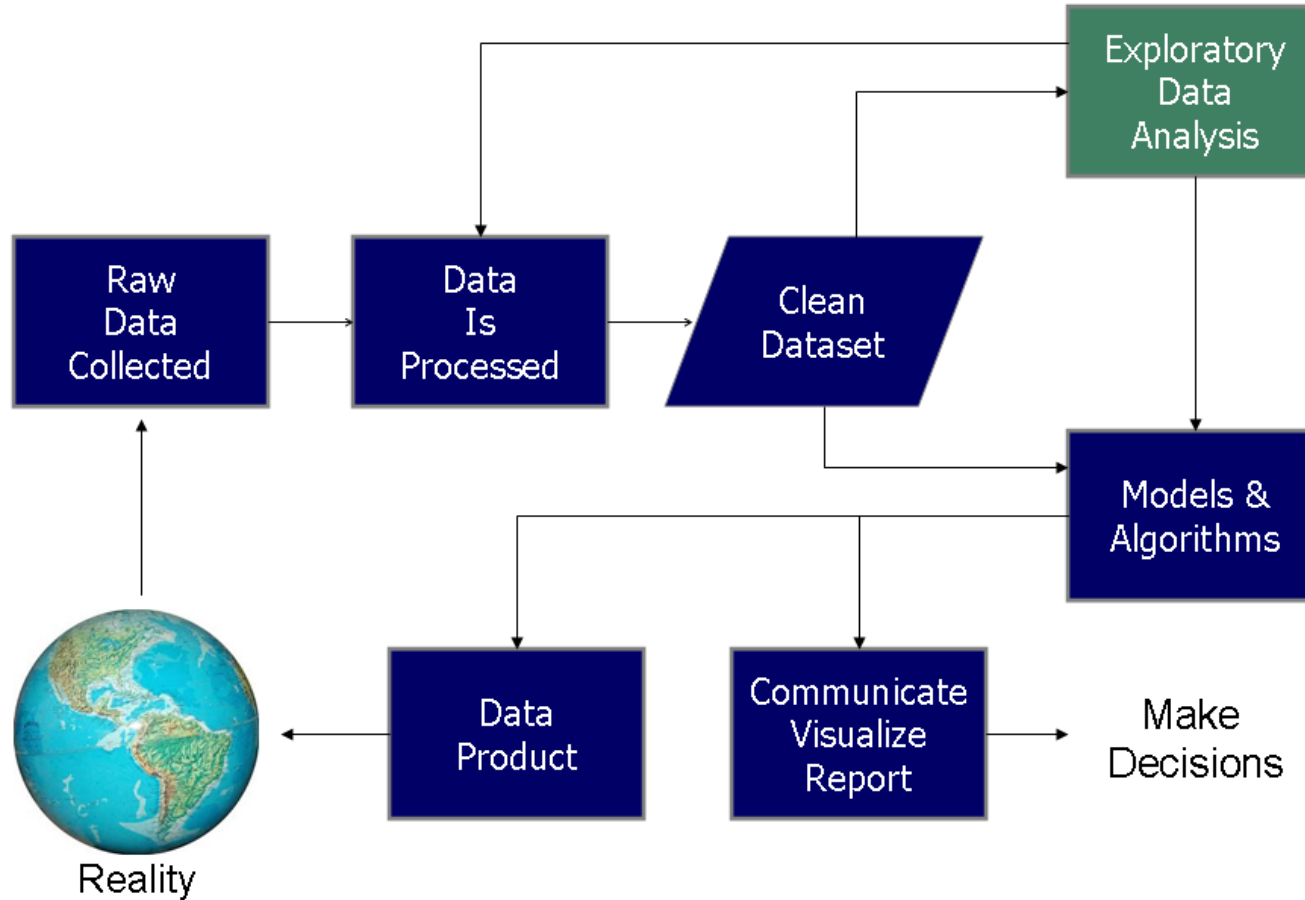 Exploratory
Data
Analysis
Raw
Data
Collected
Data
Is
Processed
Clean
Dataset
Models &
Algorithms
Data
Product
Communicate
Visualize
Report
Make
Decisions
Reality